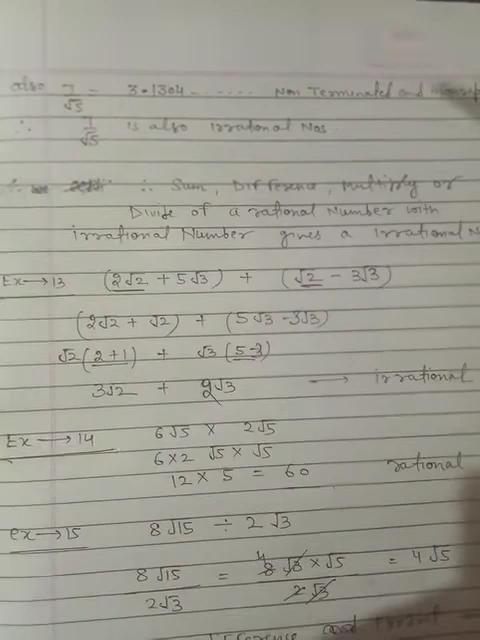 also 7/√5 = 3.1304 ....... Non Terminated and
∴ 7/√5 is also irrational Nos.
∴ ∴ Sum, Difference, Multiply or
Divide of a rational Number with
irrational Number gives a irrational
Ex→13 (2√2 + 5√3) + (√2 - 3√3)
(2√2 + √2) + (5√3 - 3√3)
√2(2+1) + √3(5-3)
3√2 + 2√3 → irrational
Ex→14 6√5 × 2√5
6×2 √5 × √5
12 × 5 = 60 rational
ex→15 8√15 ÷ 2√3
8√15/2√3 = 4 8√3 × √5/2√3 = 4√5
and